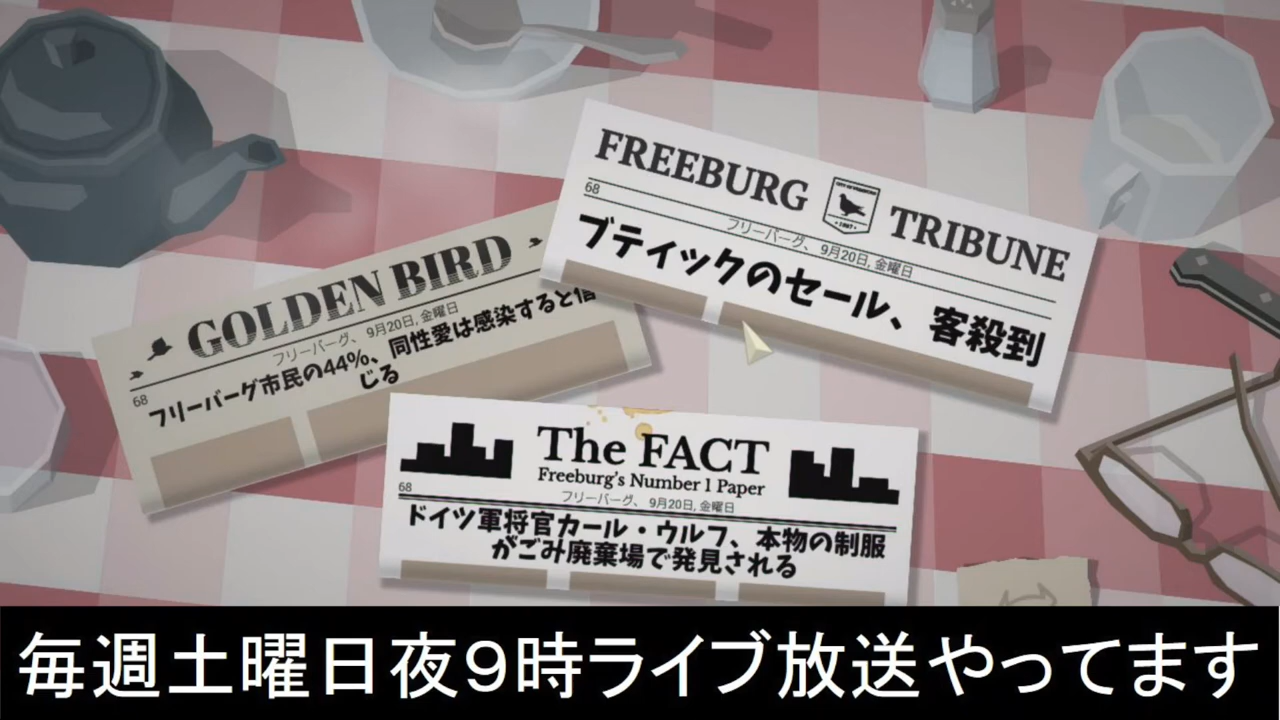 FREEBURG TRIBUNE
68
フリーバーグ、 9月20日, 金曜日
ブティックのセール、客殺到
GOLDEN BIRD
フリーバーグ、 9月20日, 金曜日
68
フリーバーグ市民の44%、同性愛は感染すると信
じる
The FACT
Freeburg's Number 1 Paper
68
フリーバーグ、 9月20日, 金曜日
ドイツ軍将官カール・ウルフ、本物の制服
がごみ廃棄場で発見される
毎週土曜日夜9時ライブ放送やってます